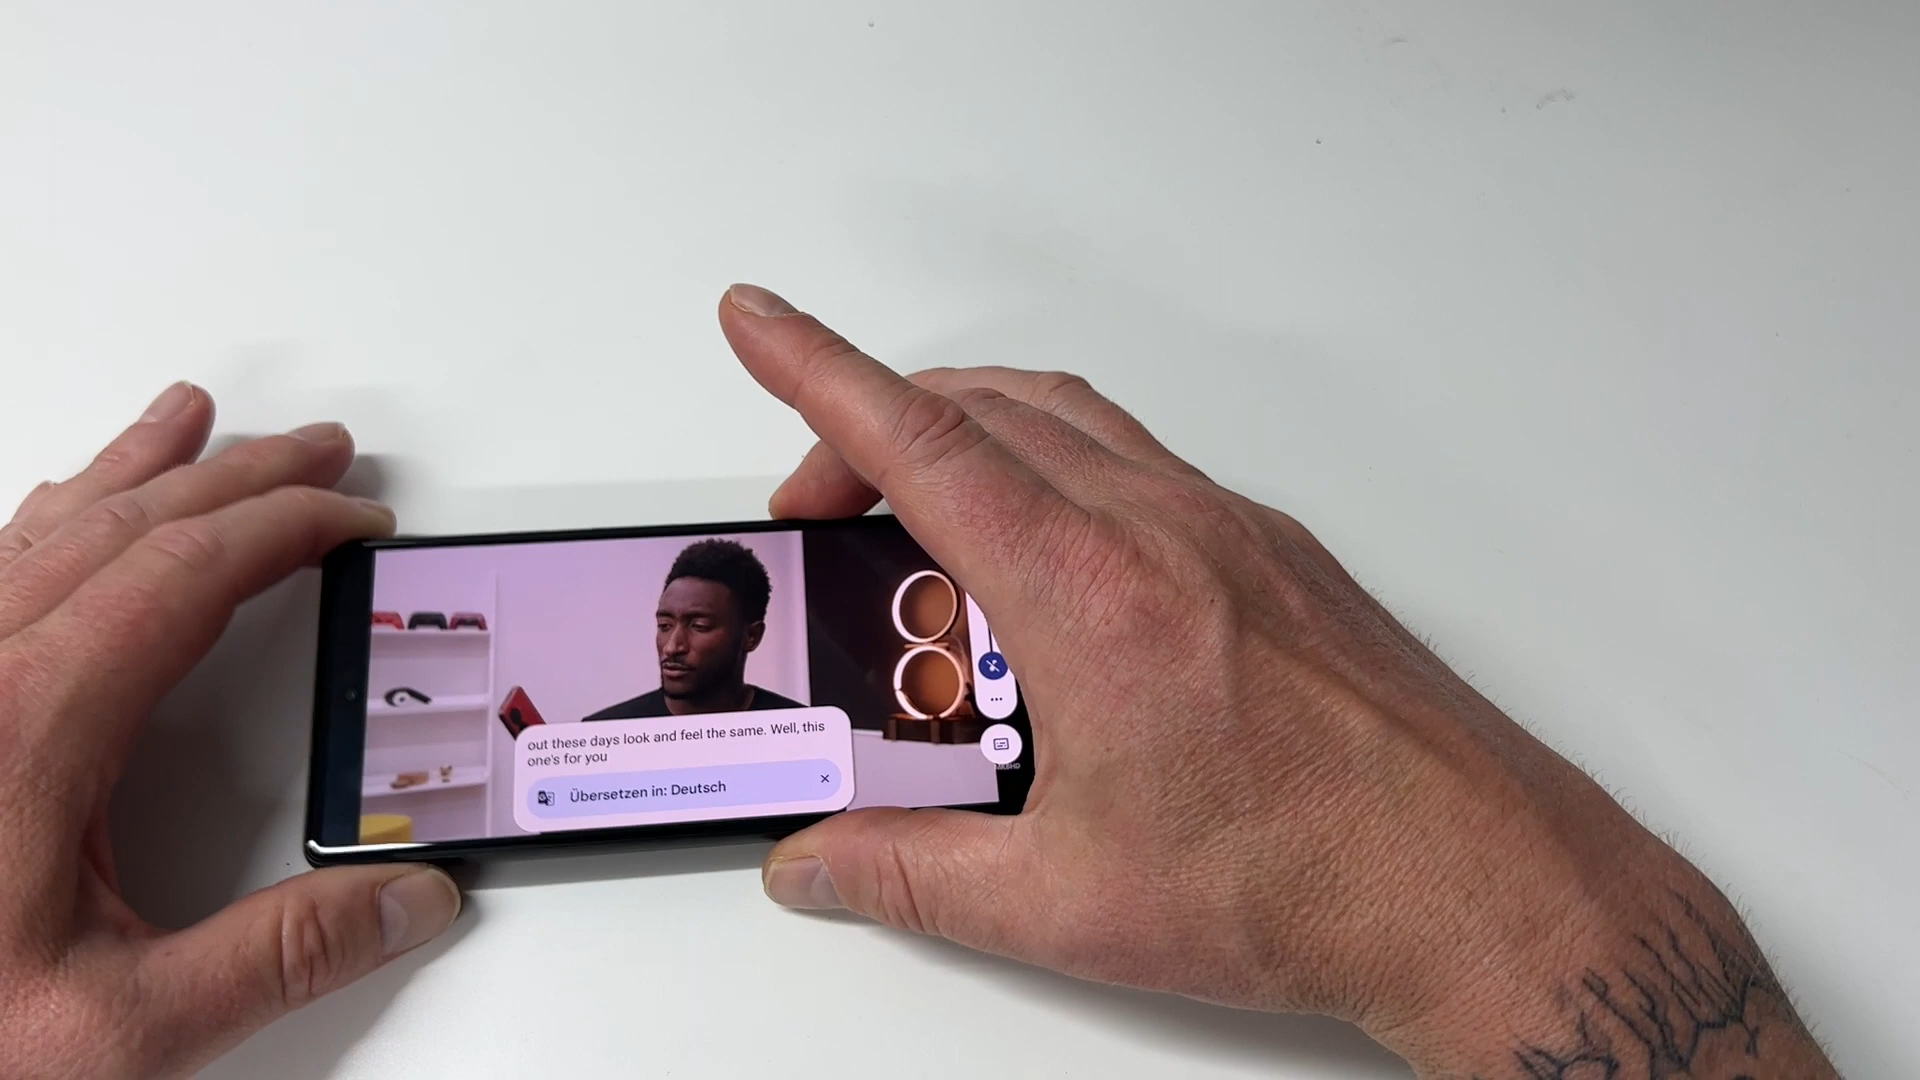 out these days look and feel the same. Well, this
one's for you
Übersetzen in: Deutsch